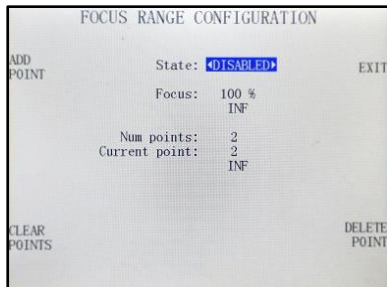 FOCUS RANGE CONFIGURATION
ADD
POINT
State: ◂DISABLED▸
EXIT
Focus: 100 %
INF
Num points: 2
Current point: 2
INF
CLEAR
POINTS
DELETE
POINT